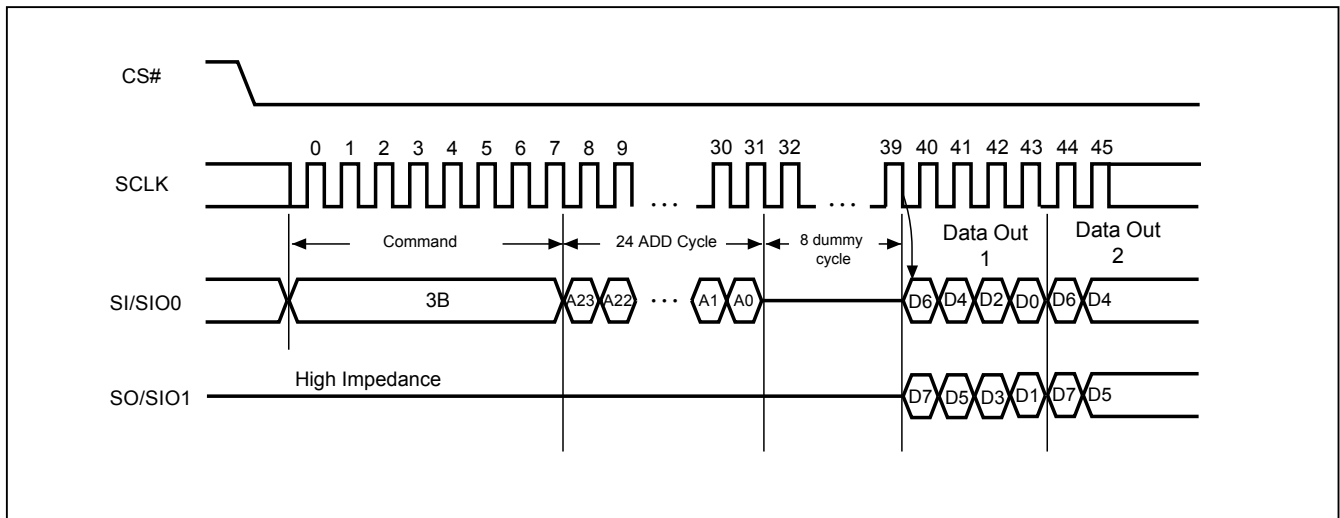 CS#
0 1 2 3 4 5 6 7 8 9 30 31 32 39 40 41 42 43 44 45
SCLK
... ...
Command 24 ADD Cycle 8 dummy cycle Data Out 1 Data Out 2
SI/SIO0 3B A23 A22 ... A1 A0 D6 D4 D2 D0 D6 D4
High Impedance
SO/SIO1 D7 D5 D3 D1 D7 D5